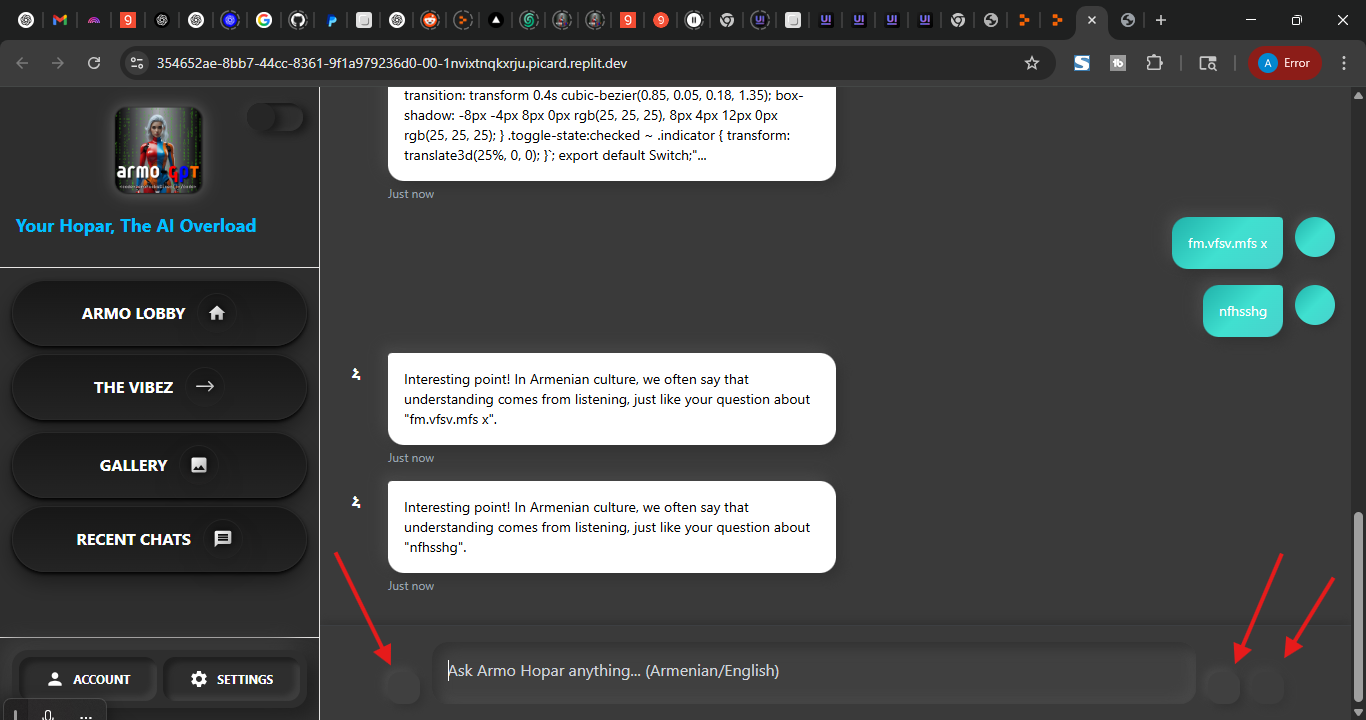 354652ae-8bb7-44cc-8361-9f1a979236d0-00-1nvixtnqkxrju.picard.replit.dev
A Error
armo gpt
Your Hopar, The AI Overload
ARMO LOBBY
THE VIBEZ
GALLERY
RECENT CHATS
ACCOUNT
SETTINGS
transition: transform 0.4s cubic-bezier(0.85, 0.05, 0.18, 1.35); box-
shadow: -8px -4px 8px 0px rgb(25, 25, 25), 8px 4px 12px 0px
rgb(25, 25, 25); } .toggle-state:checked ~ .indicator { transform:
translate3d(25%, 0, 0); }`; export default Switch;"...
Just now
fm.vfsv.mfs x
nfhsshg
Interesting point! In Armenian culture, we often say that
understanding comes from listening, just like your question about
"fm.vfsv.mfs x".
Just now
Interesting point! In Armenian culture, we often say that
understanding comes from listening, just like your question about
"nfhsshg".
Just now
Ask Armo Hopar anything... (Armenian/English)